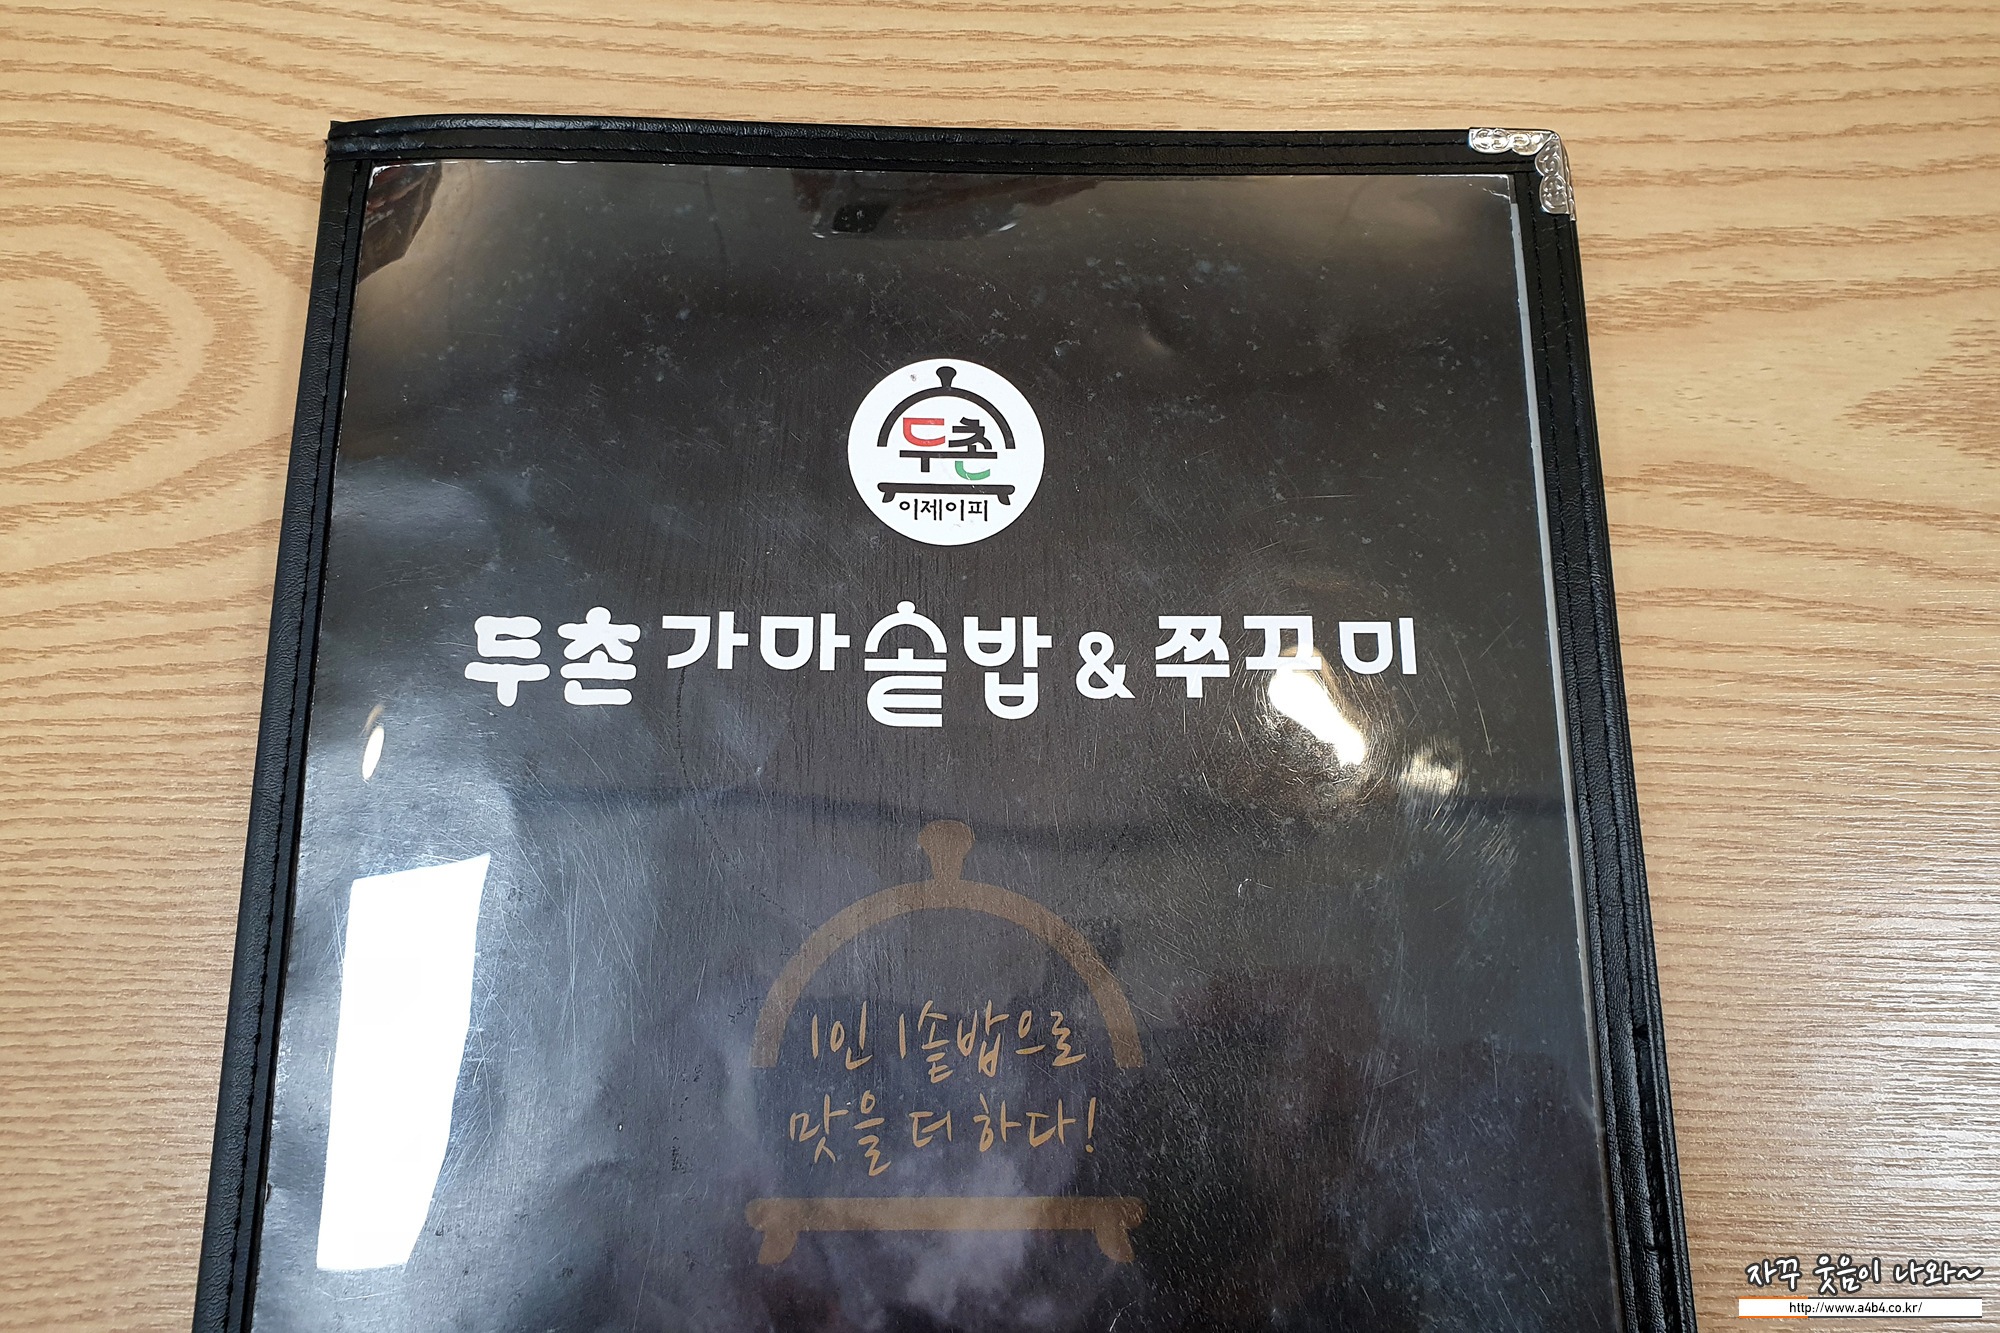 두촌
이제이피
두촌 가마솥밥 & 쭈꾸미
1인 1솥밥으로
맛을 더 하다!
자꾸 웃음이 나와~
http://www.a4b4.co.kr/